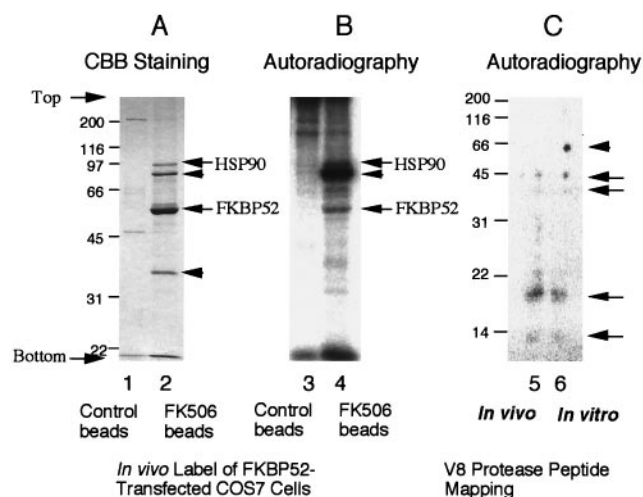 A
B
C
CBB Staining
Autoradiography
Autoradiography
Top
200
116
97
66
45
31
22
Bottom
HSP90
FKBP52
HSP90
FKBP52
200
116
66
45
31
22
14
1 2 3 4 5 6
Control beads
FK506 beads
Control beads
FK506 beads
In vivo In vitro
In vivo Label of FKBP52-
Transfected COS7 Cells
V8 Protease Peptide
Mapping